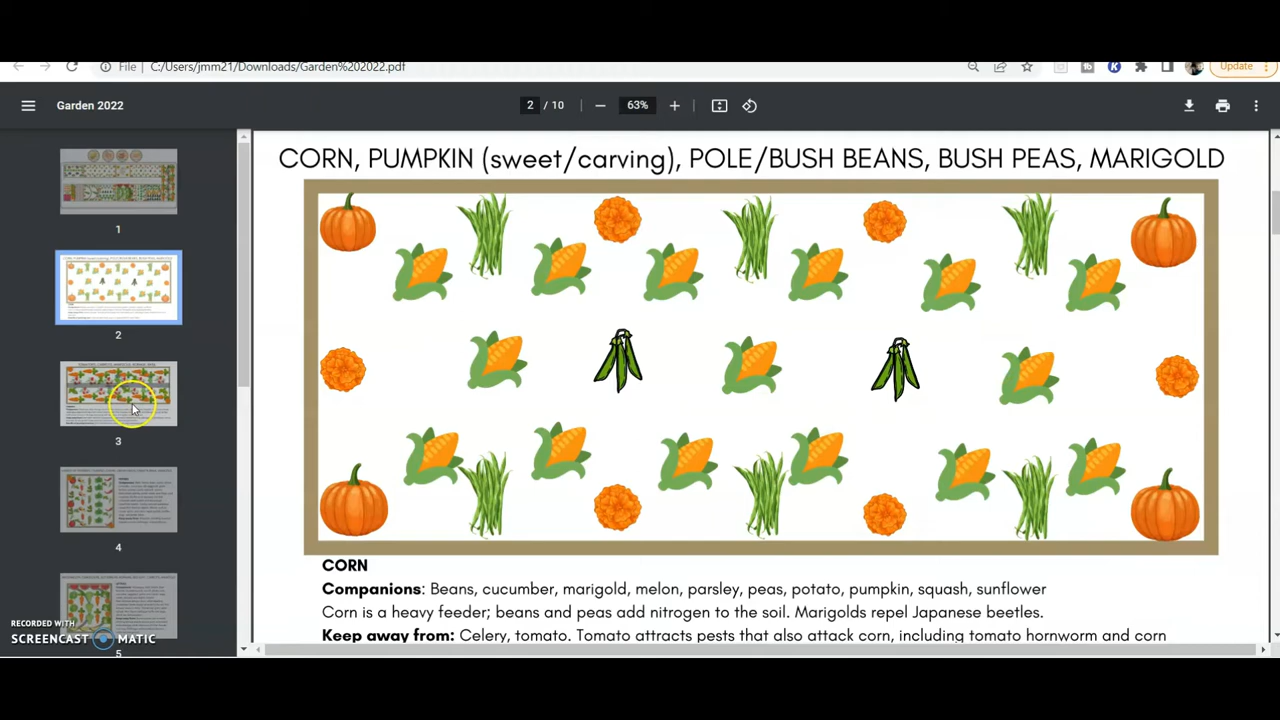 File C:/Users/jmm21/Downloads/Garden%202022.pdf
Update
Garden 2022
2 / 10
63%
1
2
3
4
5
CORN, PUMPKIN (sweet/carving), POLE/BUSH BEANS, BUSH PEAS, MARIGOLD
CORN
Companions: Beans, cucumber, marigold, melon, parsley, peas, potato, pumpkin, squash, sunflower
Corn is a heavy feeder; beans and peas add nitrogen to the soil. Marigolds repel Japanese beetles.
Keep away from: Celery, tomato. Tomato attracts pests that also attack corn, including tomato hornworm and corn
RECORDED WITH
SCREENCAST MATIC